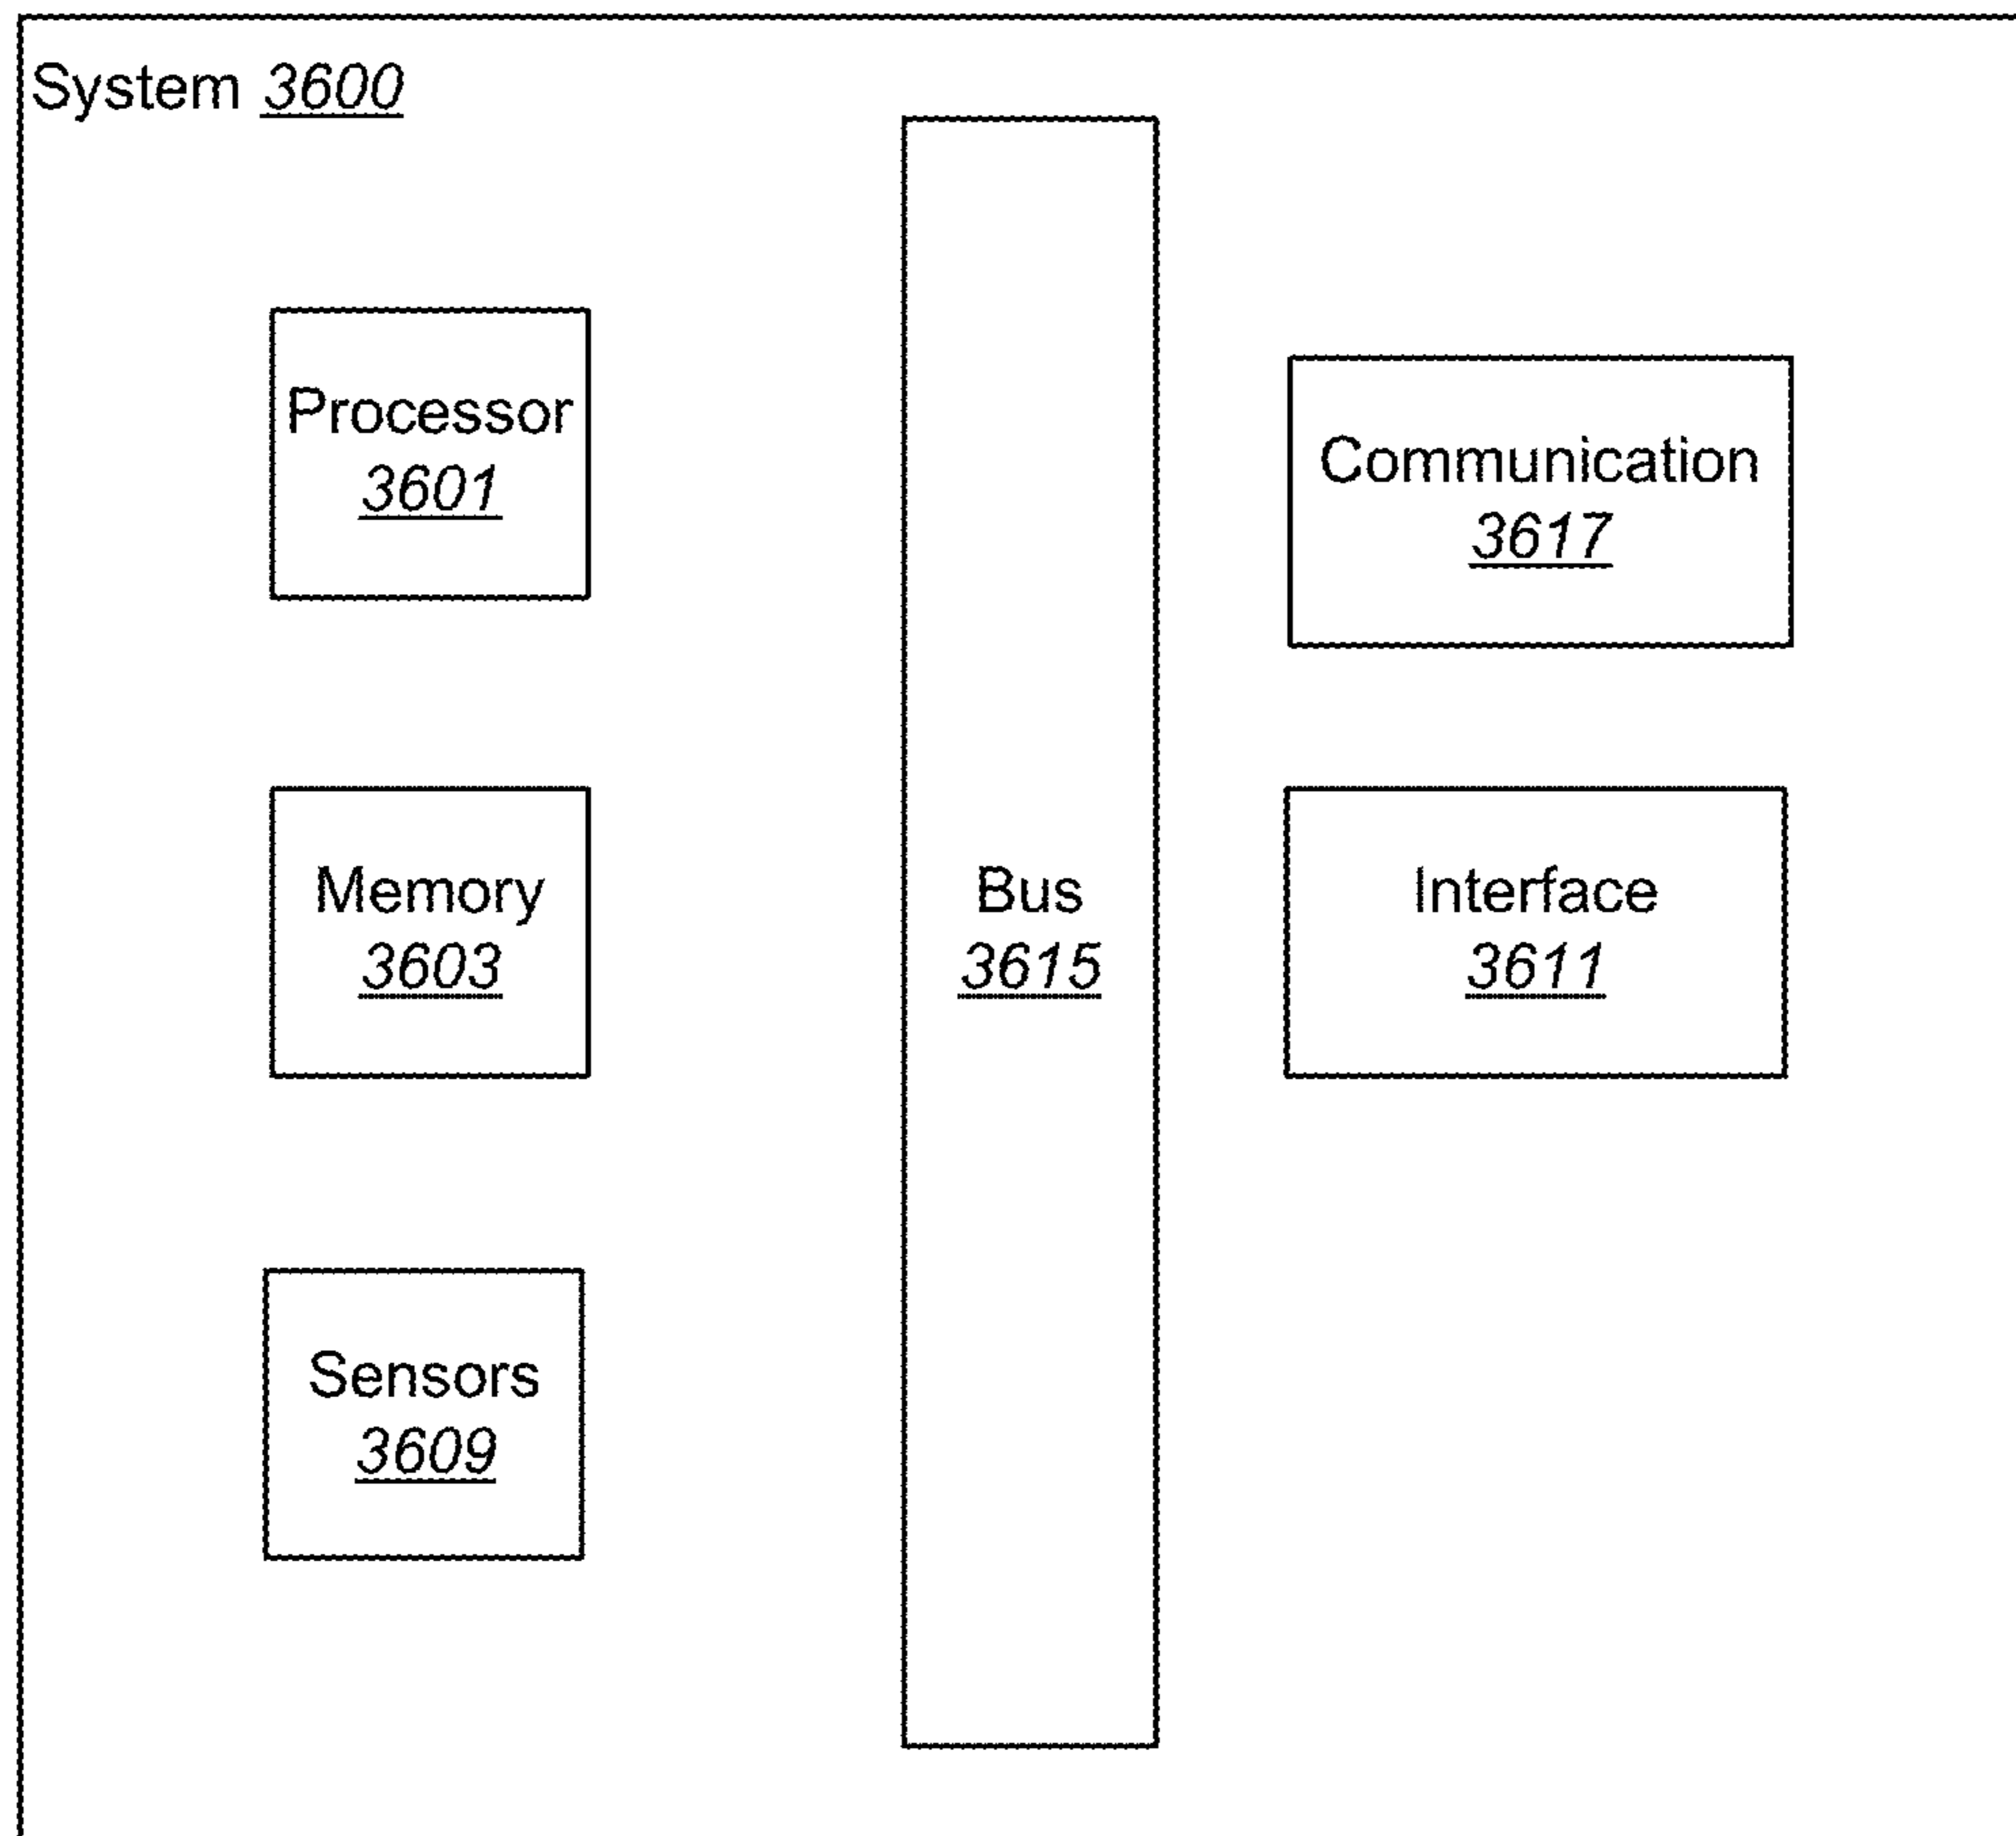 System 3600
Processor
3601
Communication
3617
Memory
3603
Bus
3615
Interface
3611
Sensors
3609